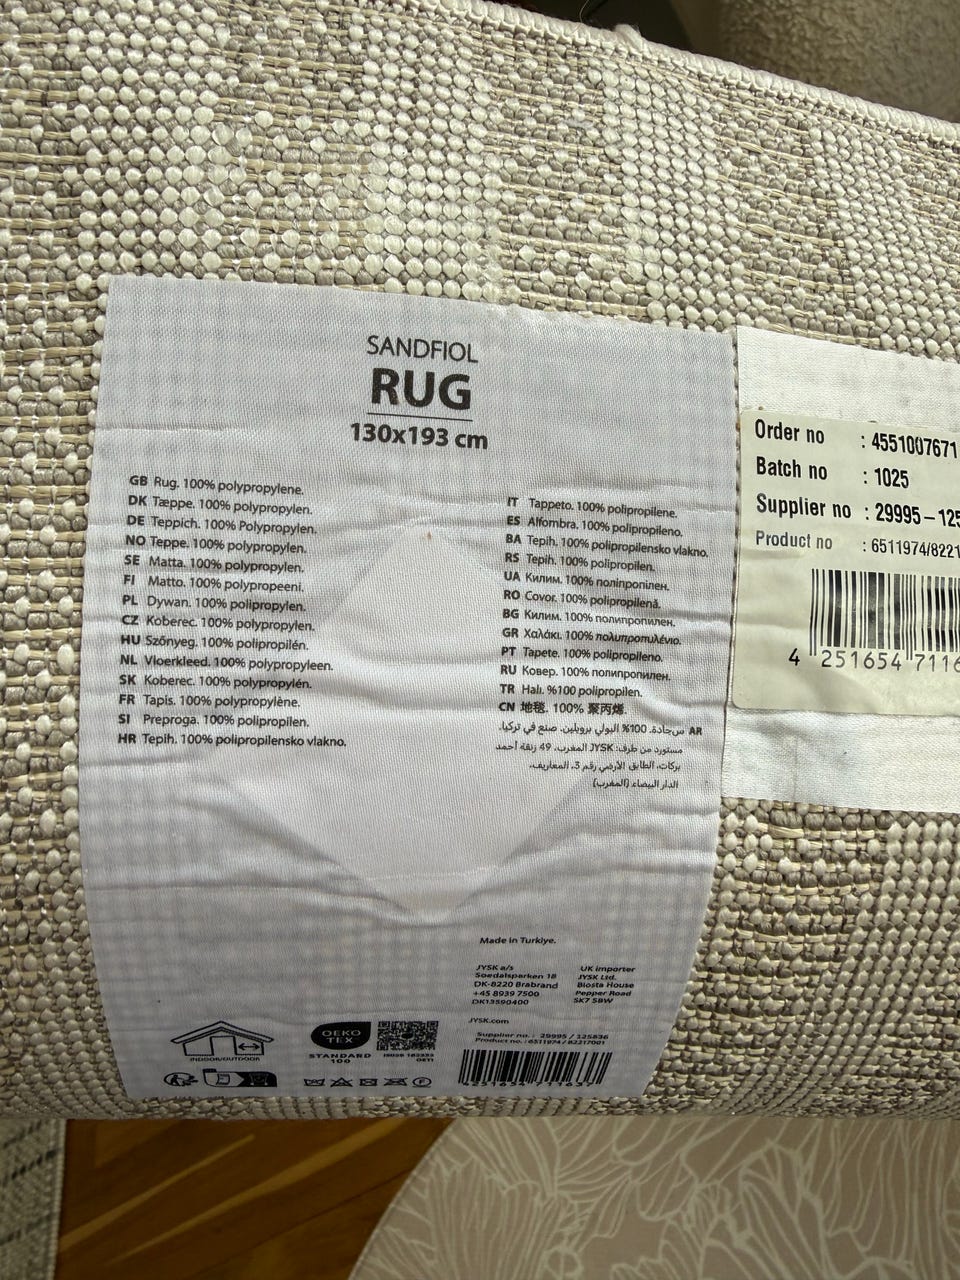 SANDFIOL
RUG
130x193 cm
GB Rug. 100% polypropylene.
DK Tæppe. 100% polypropylen.
DE Teppich. 100% Polypropylen.
NO Teppe. 100% polypropylen.
SE Matta. 100% polypropylen.
FI Matto. 100% polypropeeni.
PL Dywan. 100% polipropylen.
CZ Koberec. 100% polypropylen.
HU Szőnyeg. 100% polipropilén.
NL Vloerkleed. 100% polypropyleen.
SK Koberec. 100% polypropylén.
FR Tapis. 100% polypropylène.
SI Preproga. 100% polipropilen.
HR Tepih. 100% polipropilensko vlakno.
IT Tappeto. 100% polipropilene.
ES Alfombra. 100% polipropileno.
BA Tepih. 100% polipropilensko vlakno.
RS Tepih. 100% polipropilen.
UA Килим. 100% поліпропілен.
RO Covor. 100% polipropilenă.
BG Килим. 100% полипропилен.
GR Χαλάκι. 100% πολυπροπυλένιο.
PT Tapete. 100% polipropileno.
RU Ковер. 100% полипропилен.
TR Halı. %100 polipropilen.
CN 地毯. 100% 聚丙烯.
AR سجادة. 100% البولي بروبلين. صنع في تركيا.
مستورد من طرف: JYSK المغرب، 49 زنقة أحمد
بركات، الطابق الأرضي رقم 3، المعاريف،
الدار البيضاء (المغرب)
Made in Turkiye.
JYSK a/s
Soedalsparken 18
DK-8220 Brabrand
+45 8939 7500
DK13590400
UK importer
JYSK Ltd.
Biosta House
Pepper Road
SK7 5BW
JYSK.com
Supplier no.: 29995 / 125836
Product no.: 6511974 / 82217001
INDOOR/OUTDOOR
OEKO
TEX
STANDARD
100
OETI
Order no : 4551007671
Batch no : 1025
Supplier no : 29995-125
Product no : 6511974/8221
4 251654 7116